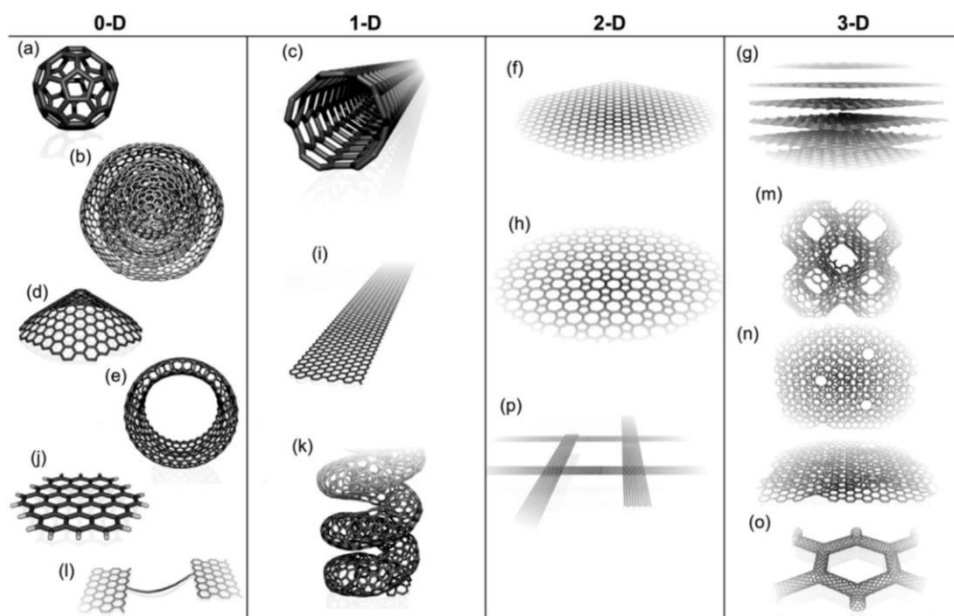 0-D 1-D 2-D 3-D
(a) (c) (f) (g)
(b)
(m)
(h)
(i)
(d)
(n)
(e)
(p)
(k)
(j)
(o)
(l)